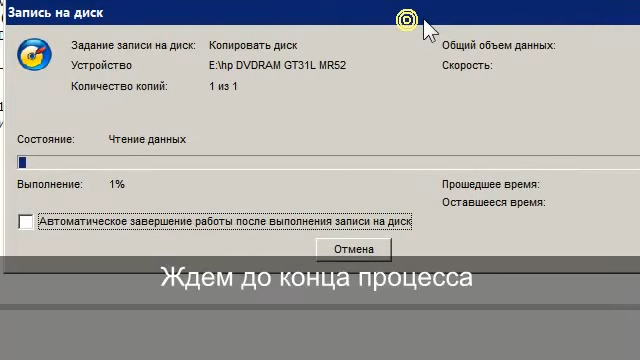 Запись на диск
Задание записи на диск: Копировать диск Общий объем данных:
Устройство E:\hp DVDRAM GT31L MR52 Скорость:
Количество копий: 1 из 1
Состояние: Чтение данных
Выполнение: 1% Прошедшее время:
Оставшееся время:
Автоматическое завершение работы после выполнения записи на диск
Отмена
Ждем до конца процесса